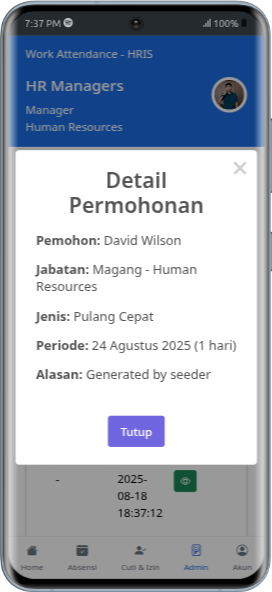 7:37 PM
100%
Work Attendance - HRIS
HR Managers
Manager
Human Resources
×
Detail
Permohonan
Pemohon: David Wilson
Jabatan: Magang - Human
Resources
Jenis: Pulang Cepat
Periode: 24 Agustus 2025 (1 hari)
Alasan: Generated by seeder
Tutup
- 2025-
08-18
18:37:12
Home Absensi Cuti & Izin Admin Akun